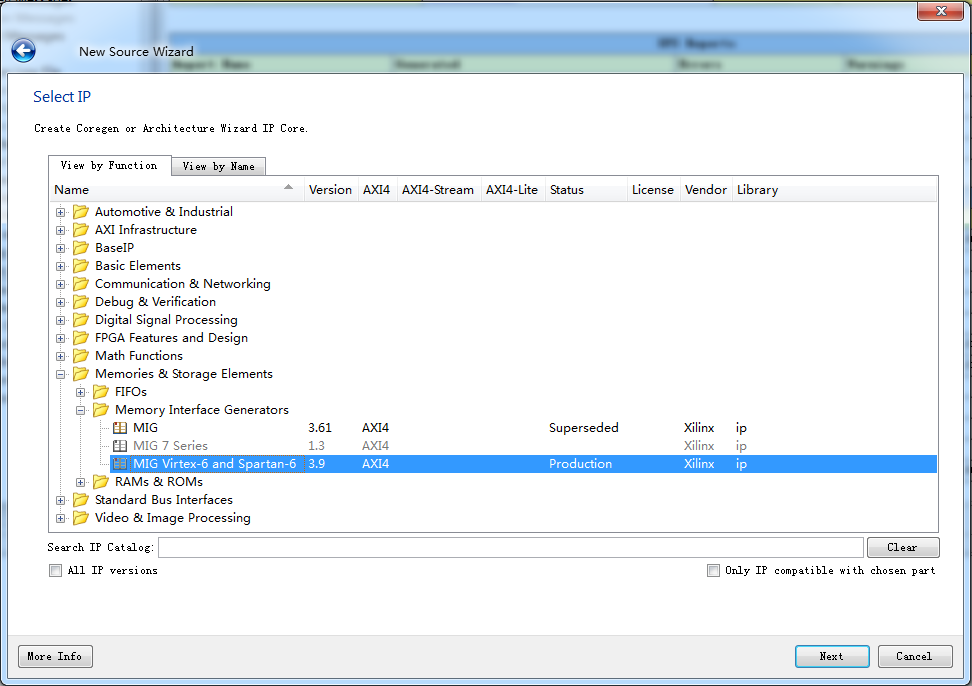 New Source Wizard
Select IP
Create Coregen or Architecture Wizard IP Core.
View by Function View by Name
Name Version AXI4 AXI4-Stream AXI4-Lite Status License Vendor Library
Automotive & Industrial
AXI Infrastructure
BaseIP
Basic Elements
Communication & Networking
Debug & Verification
Digital Signal Processing
FPGA Features and Design
Math Functions
Memories & Storage Elements
FIFOs
Memory Interface Generators
MIG 3.61 AXI4 Superseded Xilinx ip
MIG 7 Series 1.3 AXI4 Xilinx ip
MIG Virtex-6 and Spartan-6 3.9 AXI4 Production Xilinx ip
RAMs & ROMs
Standard Bus Interfaces
Video & Image Processing
Search IP Catalog: Clear
All IP versions Only IP compatible with chosen part
More Info Next Cancel